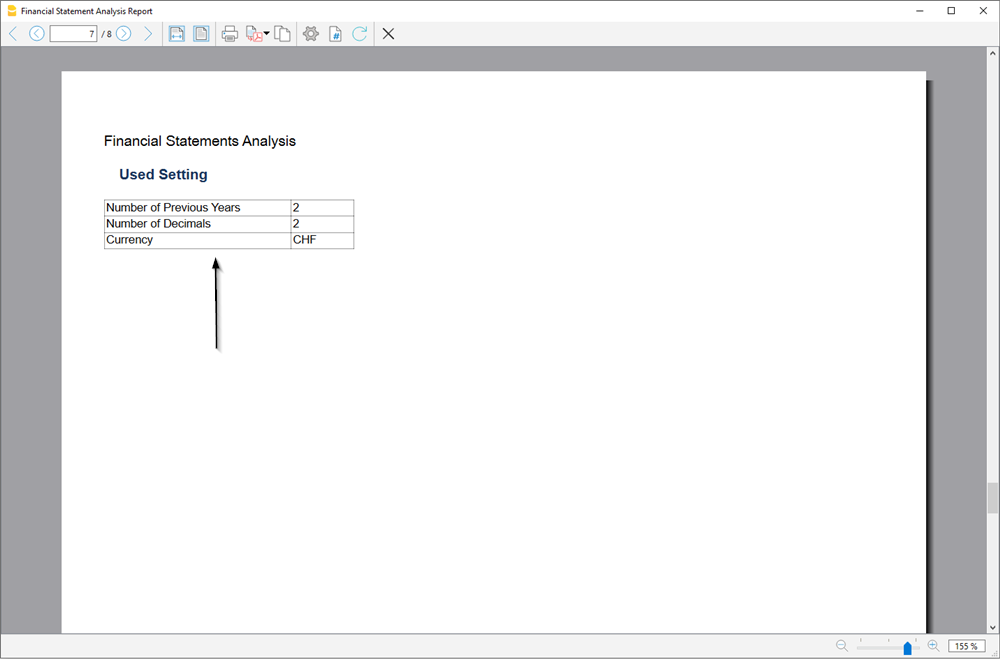 Financial Statement Analysis Report
7 / 8
Financial Statements Analysis
Used Setting
Number of Previous Years 2
Number of Decimals 2
Currency CHF
155 %